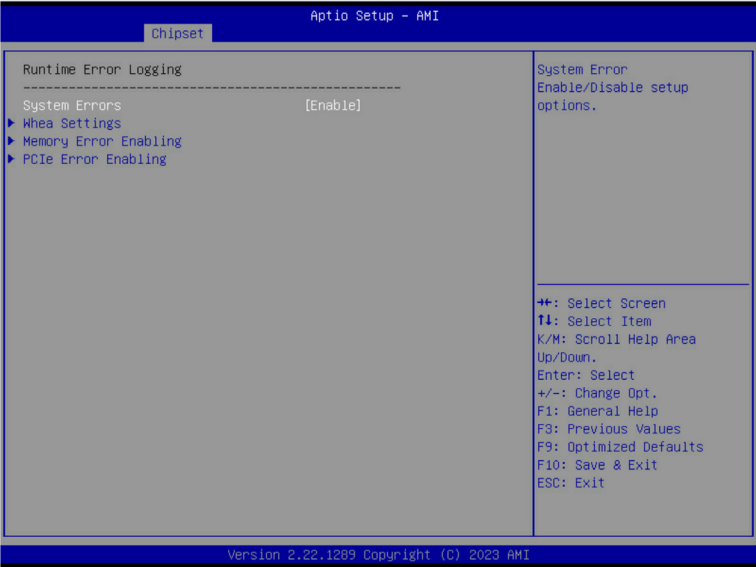 Aptio Setup – AMI
Chipset
Runtime Error Logging
--------------------------------------------------
System Errors [Enable]
Whea Settings
Memory Error Enabling
PCIe Error Enabling
System Error
Enable/Disable setup
options.
→←: Select Screen
↑↓: Select Item
K/M: Scroll Help Area
Up/Down.
Enter: Select
+/-: Change Opt.
F1: General Help
F3: Previous Values
F9: Optimized Defaults
F10: Save & Exit
ESC: Exit
Version 2.22.1289 Copyright (C) 2023 AMI